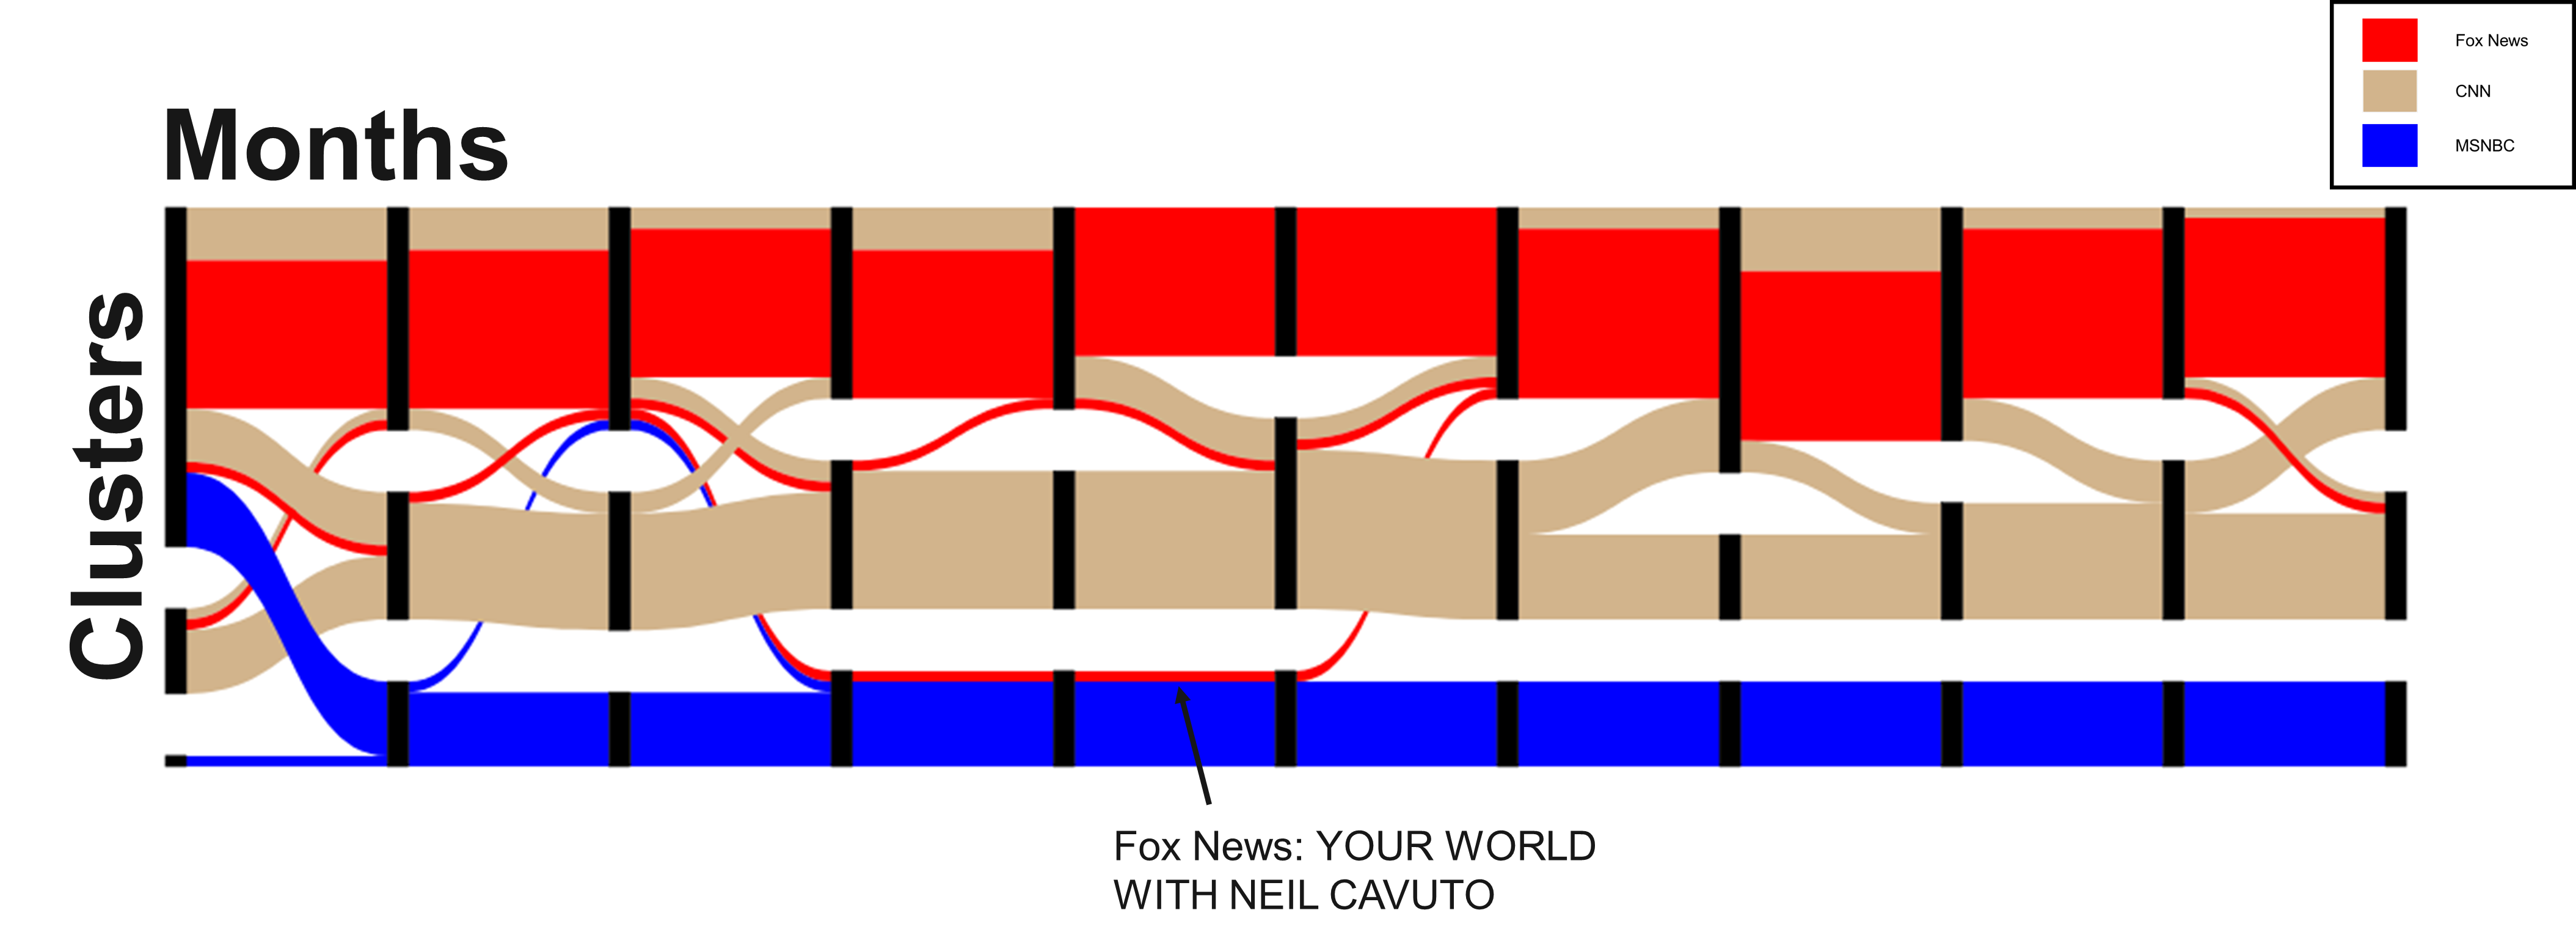 Fox News
CNN
MSNBC
Months
Clusters
Fox News: YOUR WORLD
WITH NEIL CAVUTO